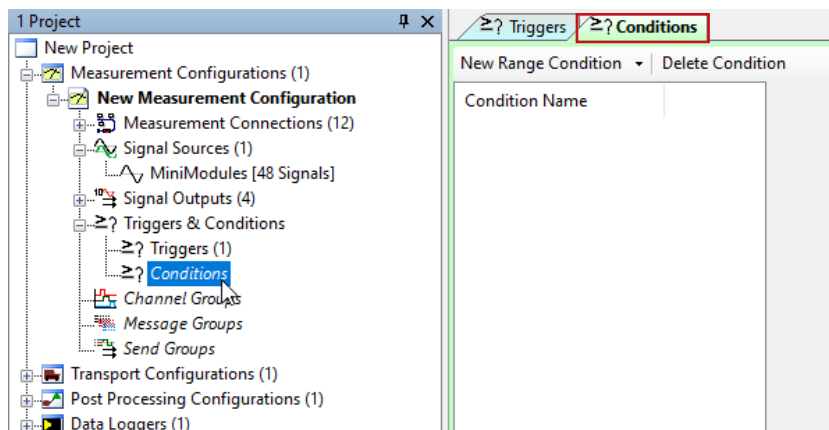 1 Project
New Project
Measurement Configurations (1)
New Measurement Configuration
Measurement Connections (12)
Signal Sources (1)
MiniModules [48 Signals]
Signal Outputs (4)
≥? Triggers & Conditions
≥? Triggers (1)
≥? Conditions
Channel Groups
Message Groups
Send Groups
Transport Configurations (1)
Post Processing Configurations (1)
Data Loggers (1)
≥? Triggers ≥? Conditions
New Range Condition Delete Condition
Condition Name